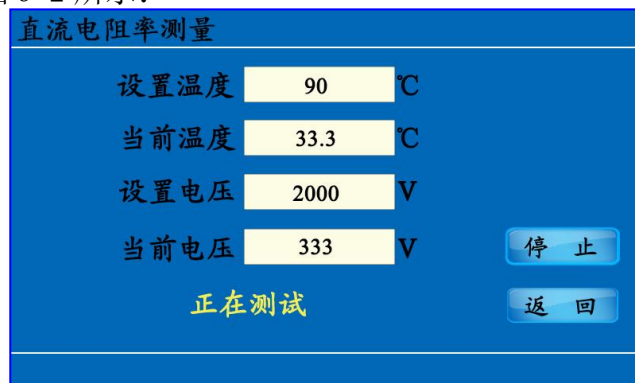 直流电阻率测量
设置温度 90 ℃
当前温度 33.3 ℃
设置电压 2000 V
当前电压 333 V 停 止
正在测试 返 回